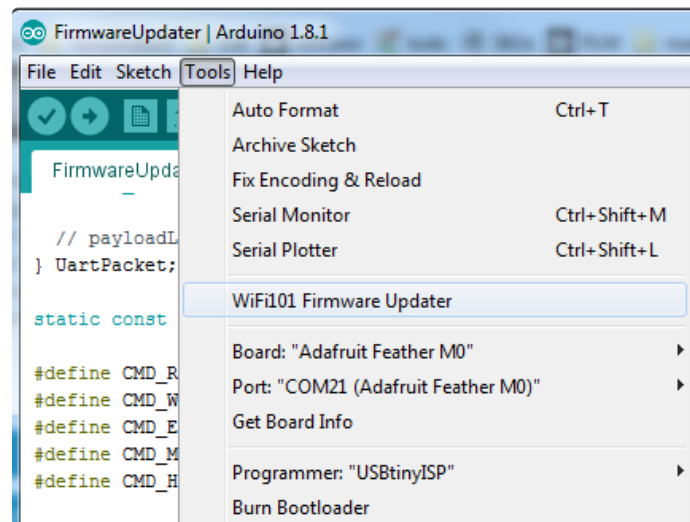 FirmwareUpdater | Arduino 1.8.1
File Edit Sketch Tools Help
Auto Format Ctrl+T
Archive Sketch
FirmwareUpda
Fix Encoding & Reload
Serial Monitor Ctrl+Shift+M
// payloadL
Serial Plotter Ctrl+Shift+L
} UartPacket;
WiFi101 Firmware Updater
static const
Board: "Adafruit Feather M0"
#define CMD_R
Port: "COM21 (Adafruit Feather M0)"
#define CMD_W
#define CMD_E
Get Board Info
#define CMD_M
#define CMD_H
Programmer: "USBtinyISP"
Burn Bootloader